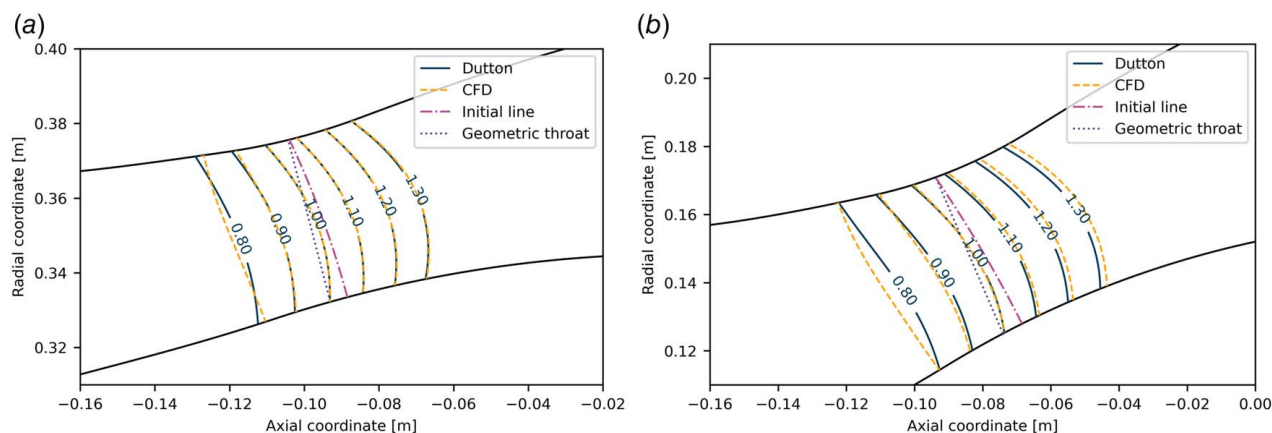 (a)
0.40
0.38
0.36
0.34
0.32
Radial coordinate [m]
Dutton
CFD
Initial line
Geometric throat
0.80
0.90
1.00
1.10
1.20
1.30
−0.16
−0.14
−0.12
−0.10
−0.08
−0.06
−0.04
−0.02
Axial coordinate [m]
(b)
0.20
0.18
0.16
0.14
0.12
Radial coordinate [m]
Dutton
CFD
Initial line
Geometric throat
0.80
0.90
1.00
1.10
1.20
1.30
−0.16
−0.14
−0.12
−0.10
−0.08
−0.06
−0.04
−0.02
0.00
Axial coordinate [m]